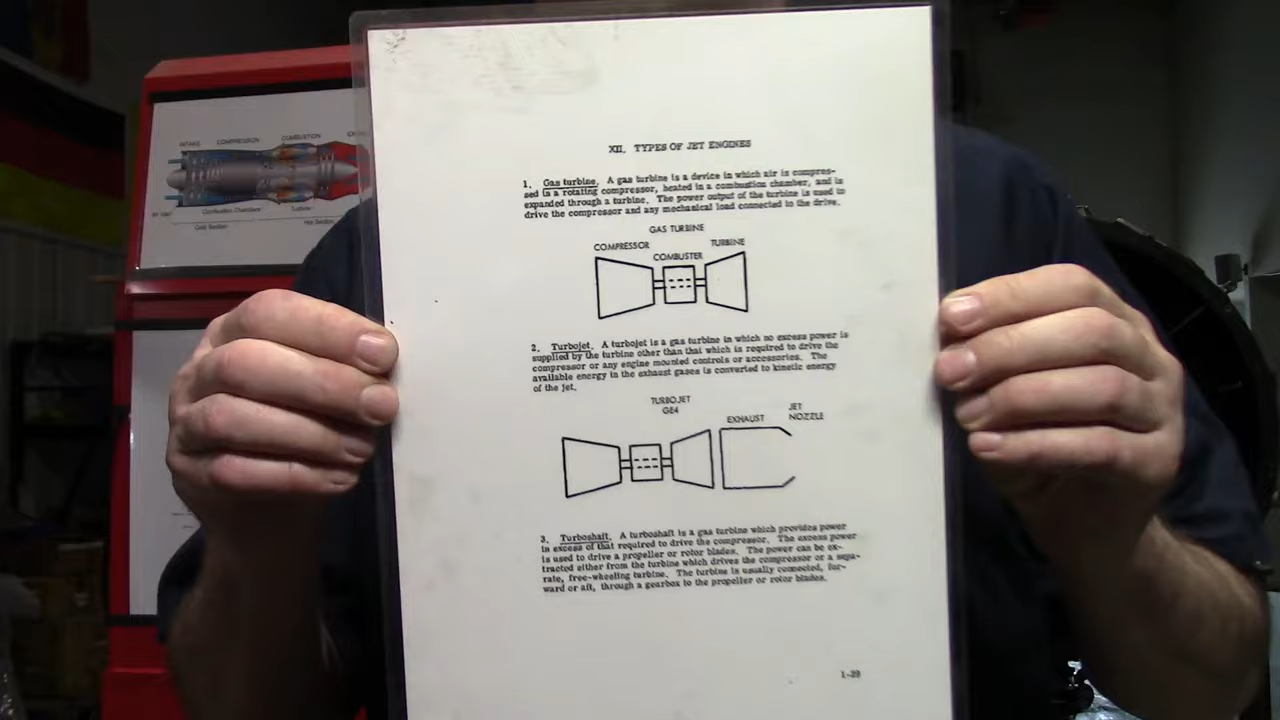 XII. TYPES OF JET ENGINES
1. Gas turbine. A gas turbine is a device in which air is compres-
sed in a rotating compressor, heated in a combustion chamber, and is
expanded through a turbine. The power output of the turbine is used to
drive the compressor and any mechanical load connected to the drive.
GAS TURBINE
COMPRESSOR
TURBINE
COMBUSTER
2. Turbojet. A turbojet is a gas turbine in which no excess power is
supplied by the turbine other than that which is required to drive the
compressor or any engine mounted controls or accessories. The
available energy in the exhaust gases is converted to kinetic energy
of the jet.
TURBOJET
GE4
EXHAUST
JET
NOZZLE
3. Turboshaft. A turboshaft is a gas turbine which provides power
in excess of that required to drive the compressor. The excess power
is used to drive a propeller or rotor blades. The power can be ex-
tracted either from the turbine which drives the compressor or a sepa-
rate, free-wheeling turbine. The turbine is usually connected, for-
ward or aft, through a gearbox to the propeller or rotor blades.
1-29
INTAKE COMPRESSION COMBUSTION
Combustion Chambers Turbine
Cold Section Hot Section